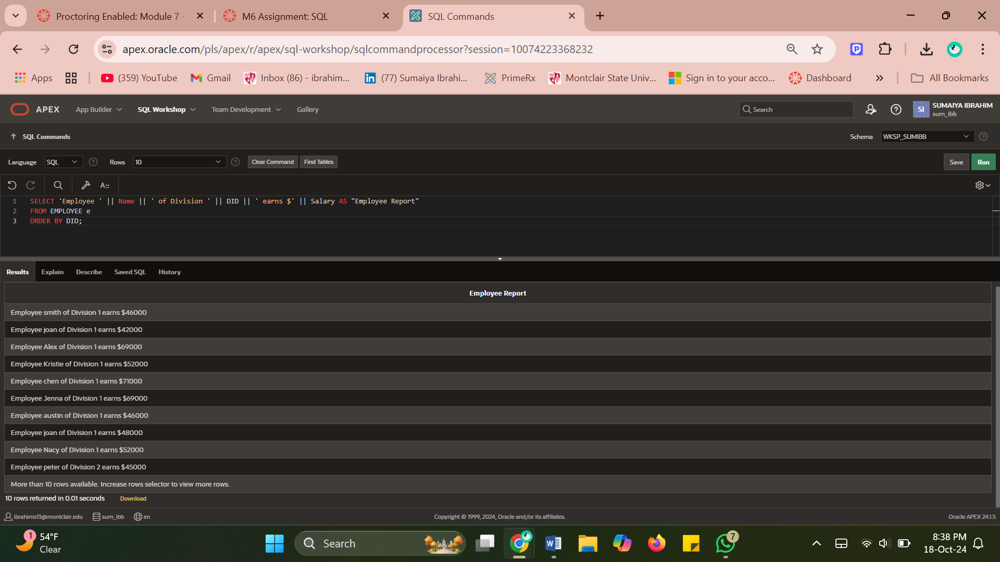 Proctoring Enabled: Module 7 -
M6 Assignment: SQL
SQL Commands
apex.oracle.com/pls/apex/r/apex/sql-workshop/sqlcommandprocessor?session=10074223368232
Apps
(359) YouTube
Gmail
Inbox (86) - ibrahim...
(77) Sumaiya Ibrahi...
PrimeRx
Montclair State Univ...
Sign in to your acco...
Dashboard
»
All Bookmarks
APEX
App Builder
SQL Workshop
Team Development
Gallery
Search
SI
SUMAIYA IBRAHIM
sum_ibb
SQL Commands
Schema
WKSP_SUMIBB
Language
SQL
Rows
10
Clear Command
Find Tables
Save
Run
1 SELECT 'Employee ' || Name || ' of Division ' || DID || ' earns $' || Salary AS "Employee Report"
2 FROM EMPLOYEE e
3 ORDER BY DID;
Results
Explain
Describe
Saved SQL
History
Employee Report
Employee smith of Division 1 earns $46000
Employee joan of Division 1 earns $42000
Employee Alex of Division 1 earns $69000
Employee Kristie of Division 1 earns $52000
Employee chen of Division 1 earns $71000
Employee Jenna of Division 1 earns $69000
Employee austin of Division 1 earns $46000
Employee joan of Division 1 earns $48000
Employee Nacy of Division 1 earns $52000
Employee peter of Division 2 earns $45000
More than 10 rows available. Increase rows selector to view more rows.
10 rows returned in 0.01 seconds
Download
ibrahims13@montclair.edu
sum_ibb
en
Copyright © 1999, 2024, Oracle and/or its affiliates.
Oracle APEX 24.1.5
1
54°F
Clear
Search
7
8:38 PM
18-Oct-24